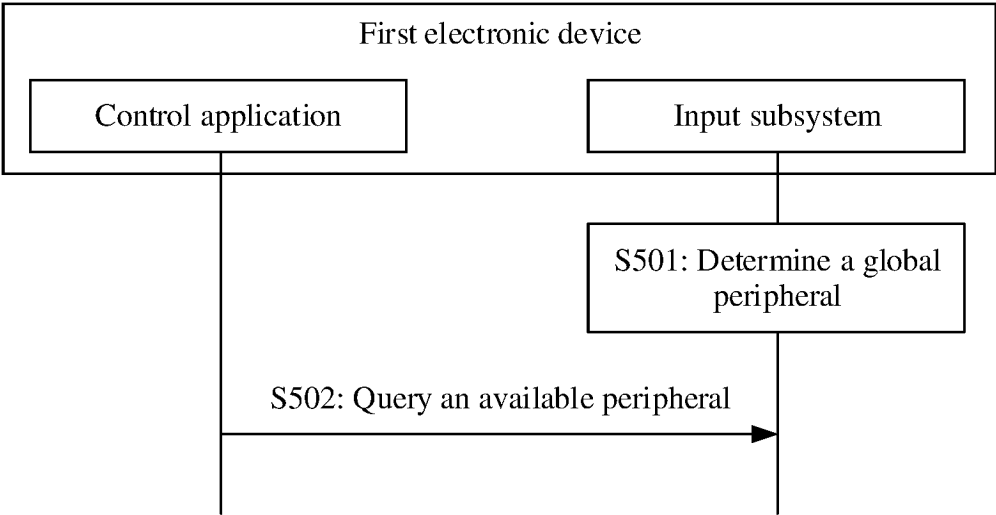 First electronic device
Control application
Input subsystem
S501: Determine a global
peripheral
S502: Query an available peripheral